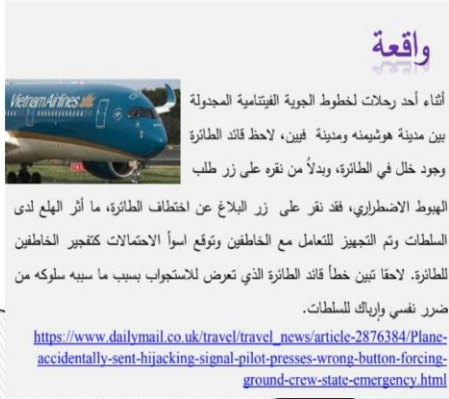 واقعة
Vietnam Airlines
أثناء أحد رحلات لخطوط الجوية الفيتنامية المجدولة
بين مدينة هوشيمنه ومدينة فيين، لاحظ قائد الطائرة
وجود خلل في الطائرة، وبدلاً من نقره على زر طلب
الهبوط الاضطراري، فقد نقر على زر البلاغ عن اختطاف الطائرة، ما أثر الهلع لدى
السلطات وتم التجهيز للتعامل مع الخاطفين وتوقع اسوأ الاحتمالات كتفجير الخاطفين
للطائرة. لاحقا تبين خطأ قائد الطائرة الذي تعرض للاستجواب بسبب ما سببه سلوكه من
ضرر نفسي وإرباك للسلطات.
https://www.dailymail.co.uk/travel/travel_news/article-2876384/Plane-
accidentally-sent-hijacking-signal-pilot-presses-wrong-button-forcing-
ground-crew-state-emergency.html